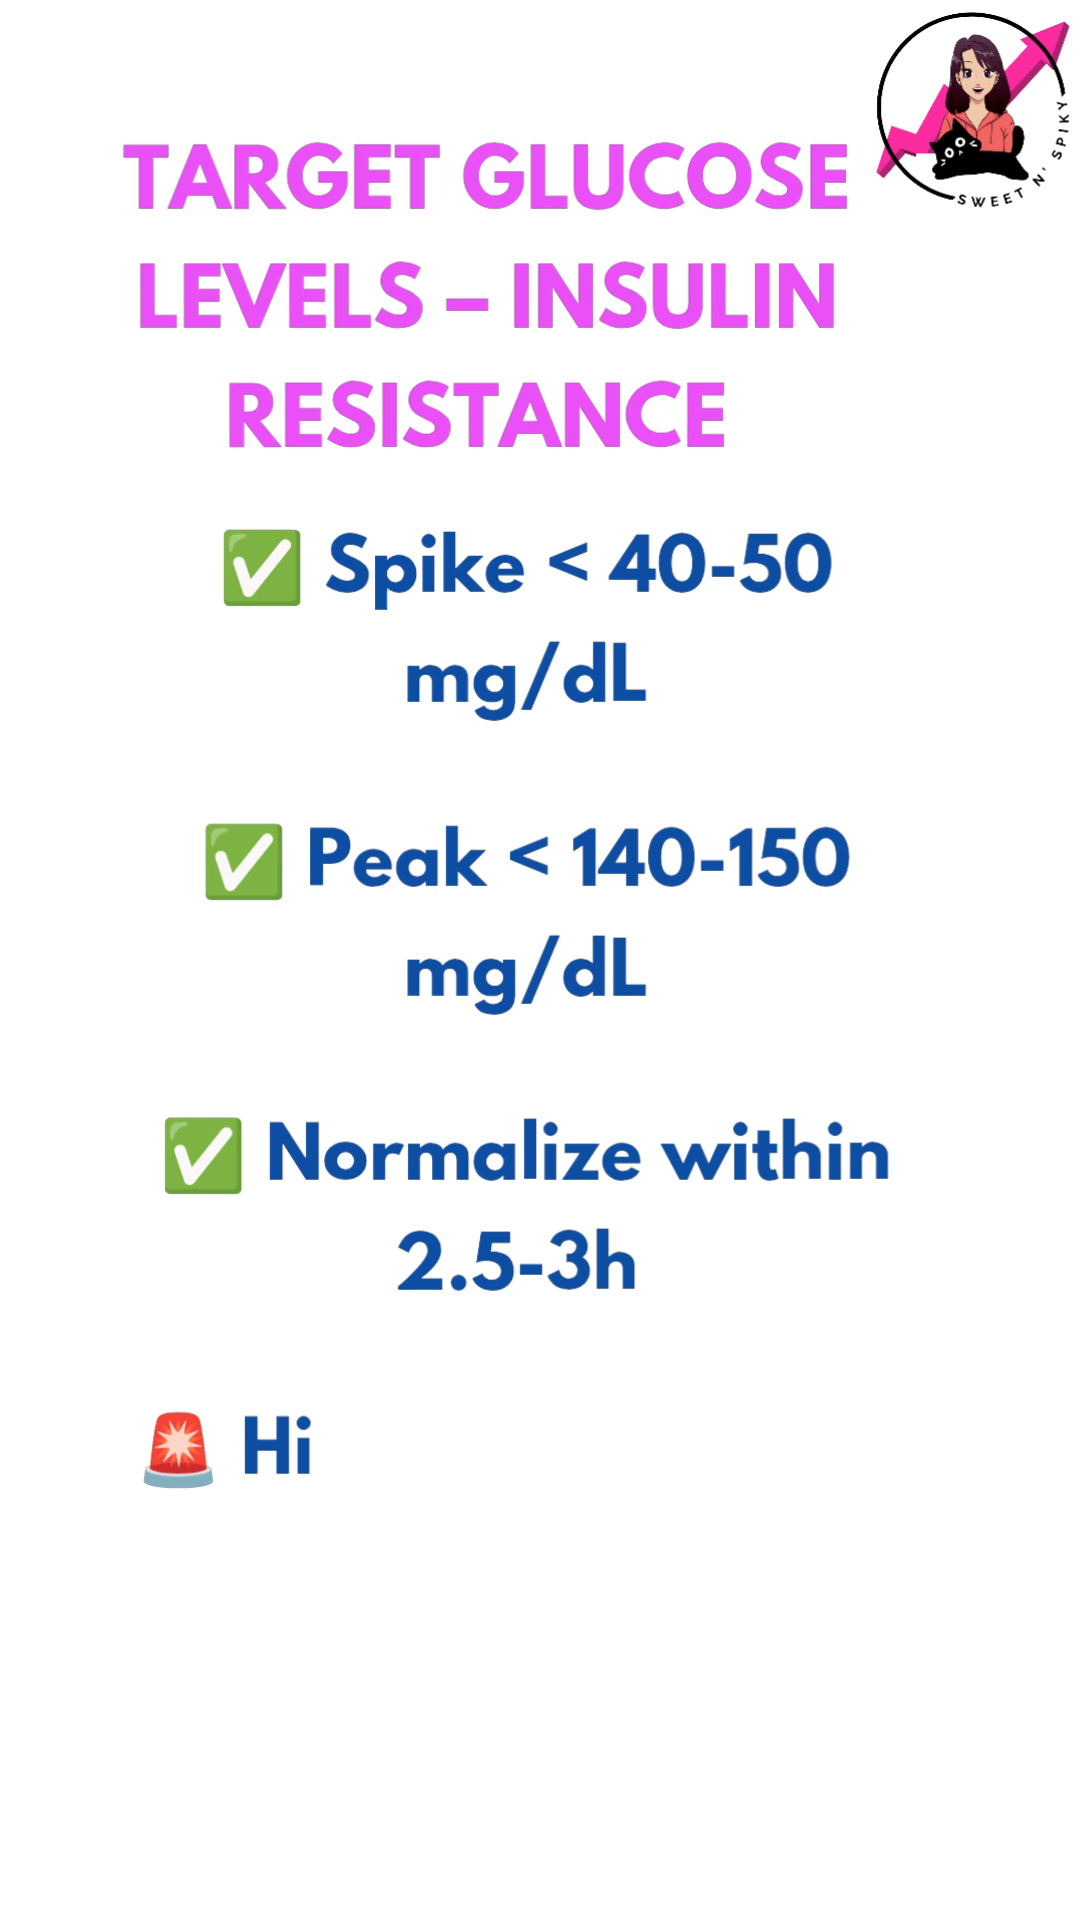 SWEET N' SPIKY
TARGET GLUCOSE
LEVELS – INSULIN
RESISTANCE
✅ Spike < 40-50
mg/dL
✅ Peak < 140-150
mg/dL
✅ Normalize within
2.5-3h
🚨 Hi